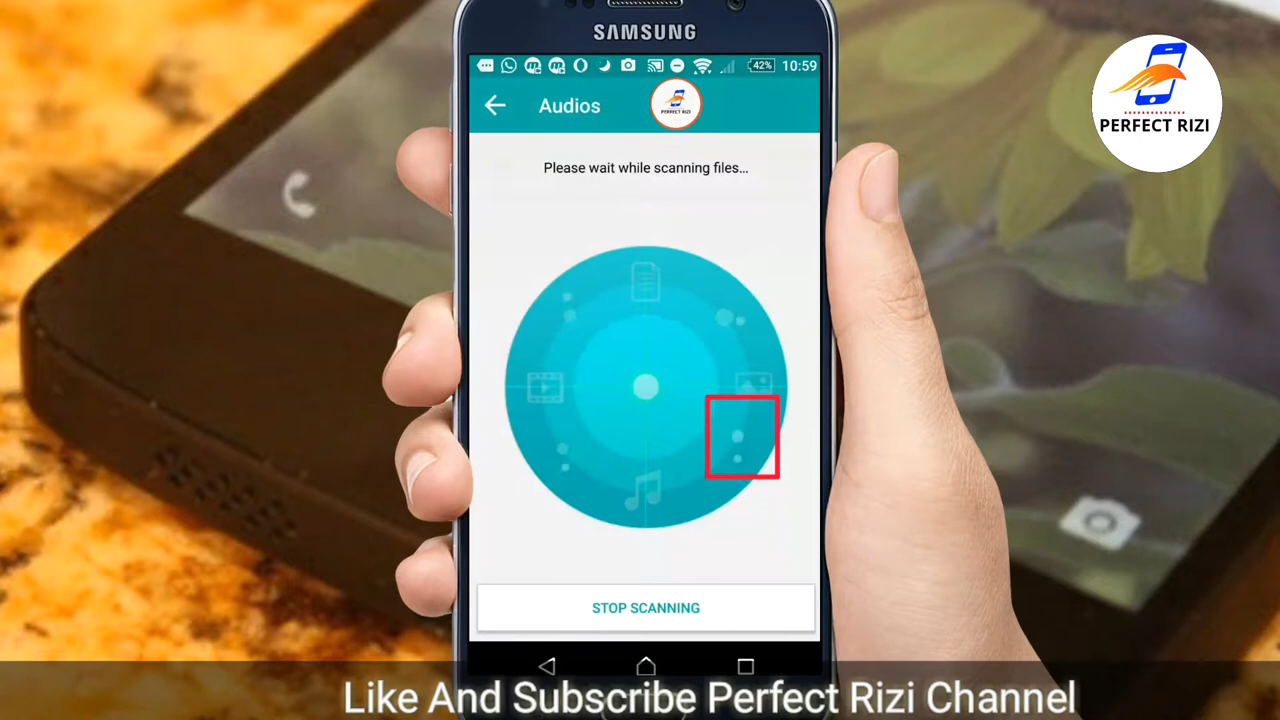 SAMSUNG
42% 10:59
Audios
PERFECT RIZI
PERFECT RIZI
Please wait while scanning files...
STOP SCANNING
Like And Subscribe Perfect Rizi Channel